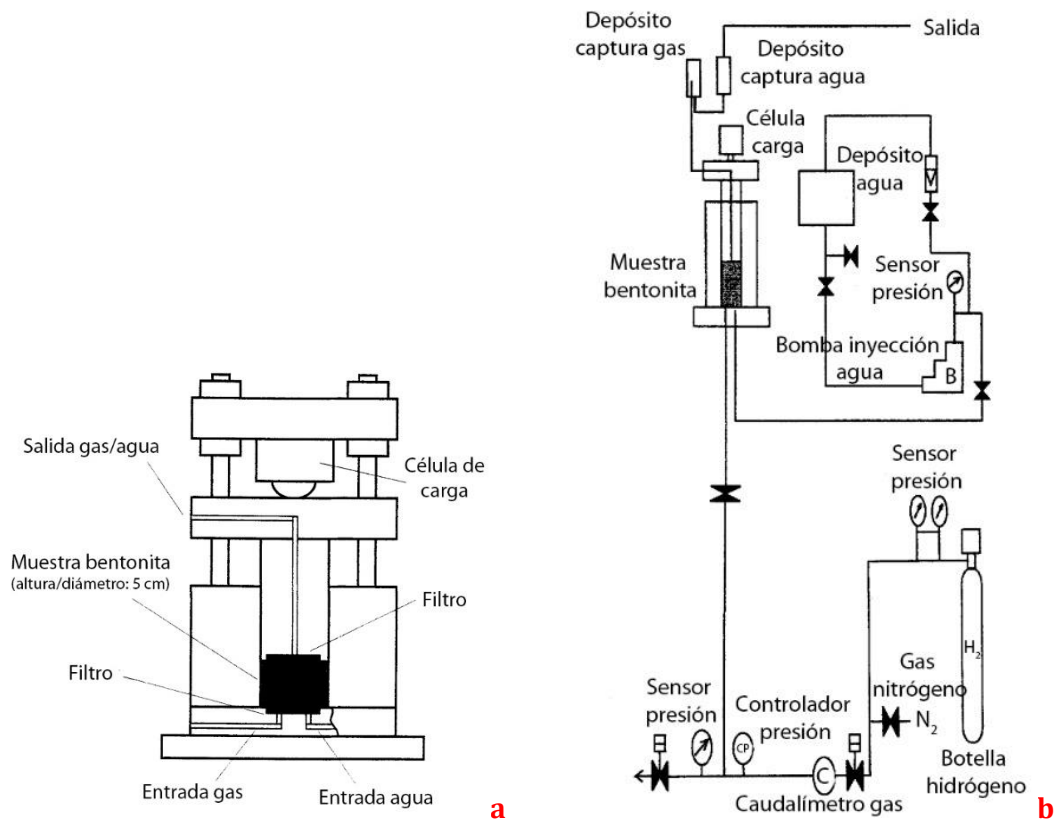 Salida gas/agua
Célula de
carga
Muestra bentonita
(altura/diámetro: 5 cm)
Filtro
Filtro
Entrada gas
Entrada agua
a
Depósito
captura gas
Salida
Depósito
captura agua
Célula
carga
Depósito
agua
Muestra
bentonita
Sensor
presión
Bomba inyección
agua
B
Sensor
presión
H2
Gas
nitrógeno
N2
Sensor
presión
Controlador
presión
CP
C
Caudalímetro gas
Botella
hidrógeno
b